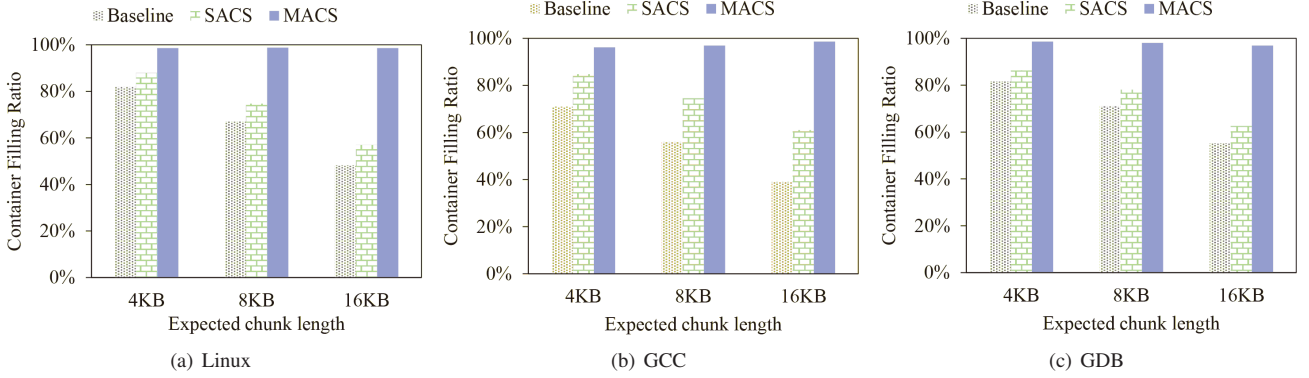 Baseline SACS MACS
Container Filling Ratio
100%
80%
60%
40%
20%
0%
4KB 8KB 16KB
Expected chunk length
(a) Linux
Baseline SACS MACS
Container Filling Ratio
100%
80%
60%
40%
20%
0%
4KB 8KB 16KB
Expected chunk length
(b) GCC
Baseline SACS MACS
Container Filling Ratio
100%
80%
60%
40%
20%
0%
4KB 8KB 16KB
Expected chunk length
(c) GDB